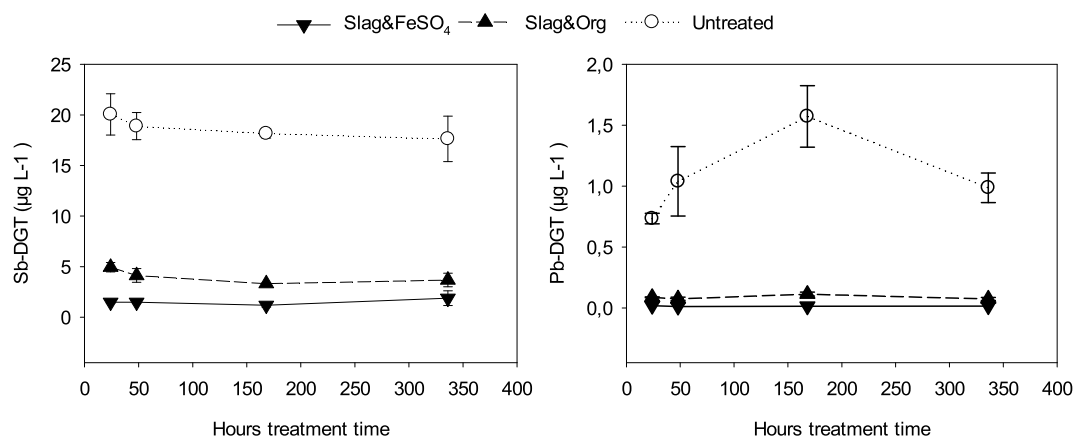 Slag&FeSO₄ Slag&Org Untreated
Sb-DGT (µg L-1 )
25
20
15
10
5
0
0 50 100 150 200 250 300 350 400
Hours treatment time
Pb-DGT (µg L-1 )
2,0
1,5
1,0
0,5
0,0
0 50 100 150 200 250 300 350 400
Hours treatment time